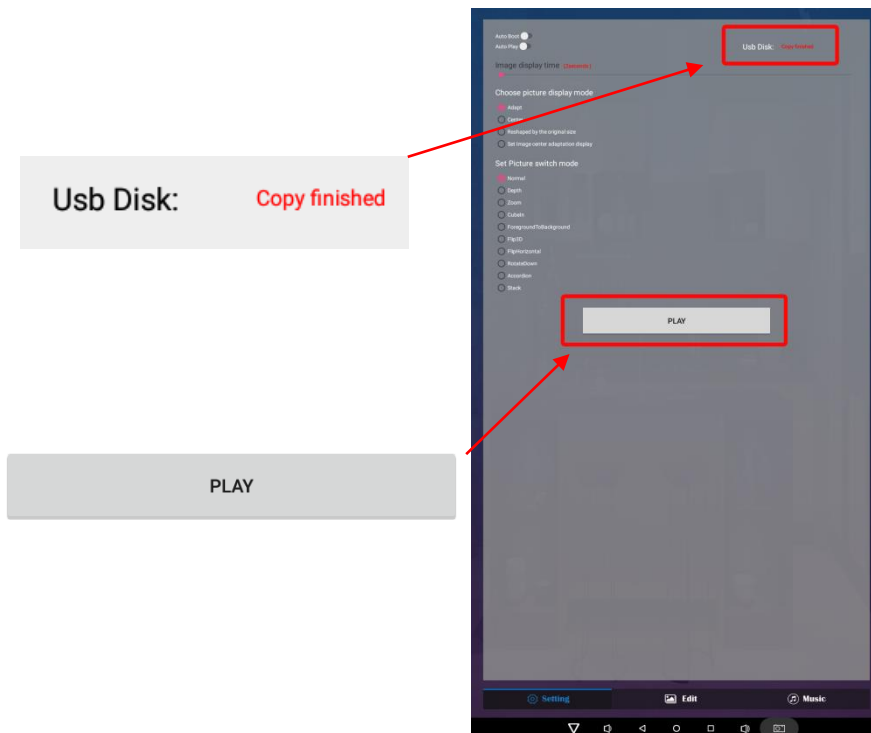 Usb Disk: Copy finished
PLAY
Auto Boot
Auto Play
Usb Disk: Copy finished
Image display time
Choose picture display mode
Adapt
Center
Reshaped by the original size
Set image center adaptation display
Set Picture switch mode
Normal
Depth
Zoom
CubeIn
ForegroundToBackground
Flip3D
FlipHorizontal
RotateDown
Accordion
Stack
PLAY
Setting Edit Music